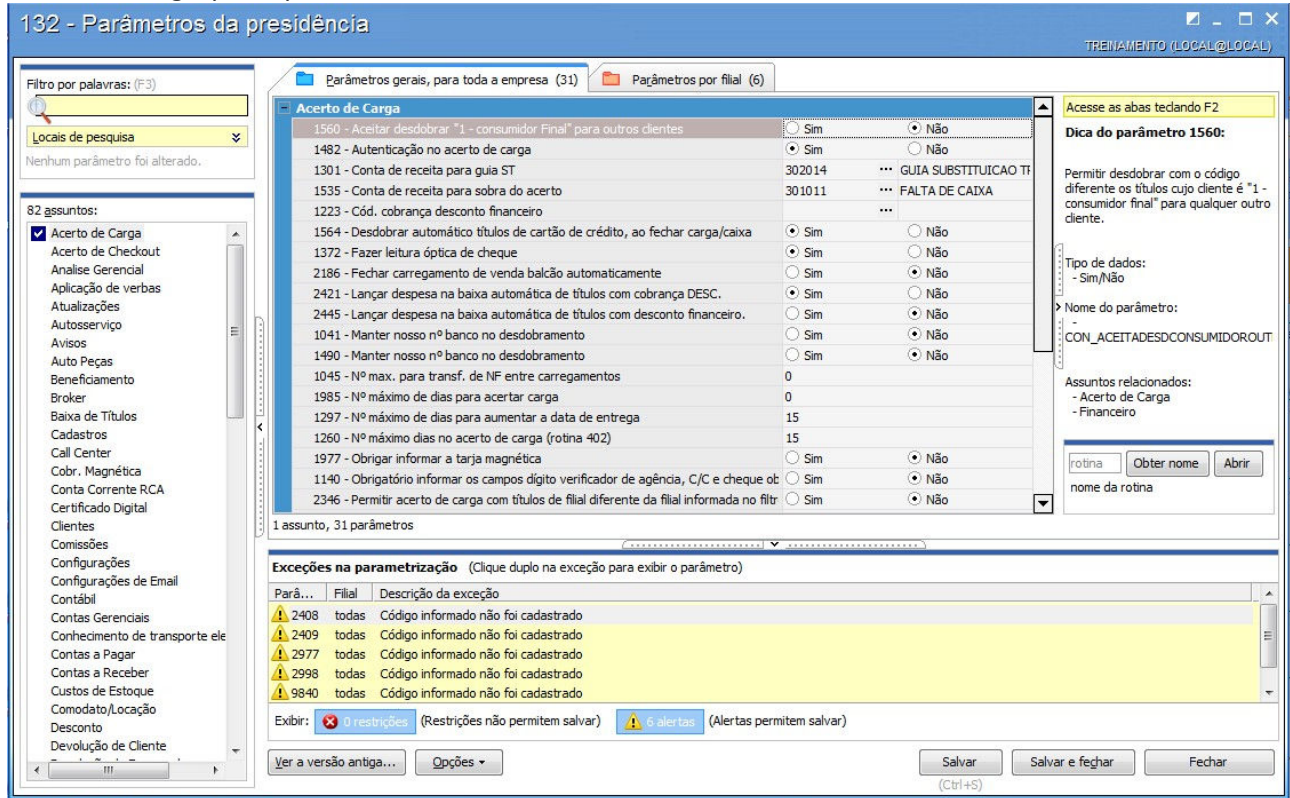 132 - Parâmetros da presidência
TREINAMENTO (LOCAL@LOCAL)
Filtro por palavras: (F3)
Locais de pesquisa
Nenhum parâmetro foi alterado.
82 assuntos:
Acerto de Carga
Acerto de Checkout
Analise Gerencial
Aplicação de verbas
Atualizações
Autosserviço
Avisos
Auto Peças
Beneficiamento
Broker
Baixa de Títulos
Cadastros
Call Center
Cobr. Magnética
Conta Corrente RCA
Certificado Digital
Clientes
Comissões
Configurações
Configurações de Email
Contábil
Contas Gerenciais
Conhecimento de transporte ele
Contas a Pagar
Contas a Receber
Custos de Estoque
Comodato/Locação
Desconto
Devolução de Cliente
Parâmetros gerais, para toda a empresa (31) Parâmetros por filial (6)
Acerto de Carga
1560 - Aceitar desdobrar "1 - consumidor Final" para outros clientes Sim Não
1482 - Autenticação no acerto de carga Sim Não
1301 - Conta de receita para guia ST 302014 ... GUIA SUBSTITUICAO TF
1535 - Conta de receita para sobra do acerto 301011 ... FALTA DE CAIXA
1223 - Cód. cobrança desconto financeiro ...
1564 - Desdobrar automático títulos de cartão de crédito, ao fechar carga/caixa Sim Não
1372 - Fazer leitura óptica de cheque Sim Não
2186 - Fechar carregamento de venda balcão automaticamente Sim Não
2421 - Lançar despesa na baixa automática de títulos com cobrança DESC. Sim Não
2445 - Lançar despesa na baixa automática de títulos com desconto financeiro. Sim Não
1041 - Manter nosso nº banco no desdobramento Sim Não
1490 - Manter nosso nº banco no desdobramento Sim Não
1045 - Nº max. para transf. de NF entre carregamentos 0
1985 - Nº máximo de dias para acertar carga 0
1297 - Nº máximo de dias para aumentar a data de entrega 15
1260 - Nº máximo dias no acerto de carga (rotina 402) 15
1977 - Obrigar informar a tarja magnética Sim Não
1140 - Obrigatório informar os campos dígito verificador de agência, C/C e cheque ob Sim Não
2346 - Permitir acerto de carga com títulos de filial diferente da filial informada no filtr Sim Não
1 assunto, 31 parâmetros
Acesse as abas teclando F2
Dica do parâmetro 1560:
Permitir desdobrar com o código
diferente os títulos cujo cliente é "1 -
consumidor final" para qualquer outro
cliente.
Tipo de dados:
- Sim/Não
Nome do parâmetro:
-
CON_ACEITADESDCONSUMIDOROUT
Assuntos relacionados:
- Acerto de Carga
- Financeiro
rotina Obter nome Abrir
nome da rotina
Exceções na parametrização (Clique duplo na exceção para exibir o parâmetro)
Parâ... Filial Descrição da exceção
2408 todas Código informado não foi cadastrado
2409 todas Código informado não foi cadastrado
2977 todas Código informado não foi cadastrado
2998 todas Código informado não foi cadastrado
9840 todas Código informado não foi cadastrado
Exibir: 0 restrições (Restrições não permitem salvar) 6 alertas (Alertas permitem salvar)
Ver a versão antiga... Opções Salvar Salvar e fechar Fechar
(Ctrl+S)